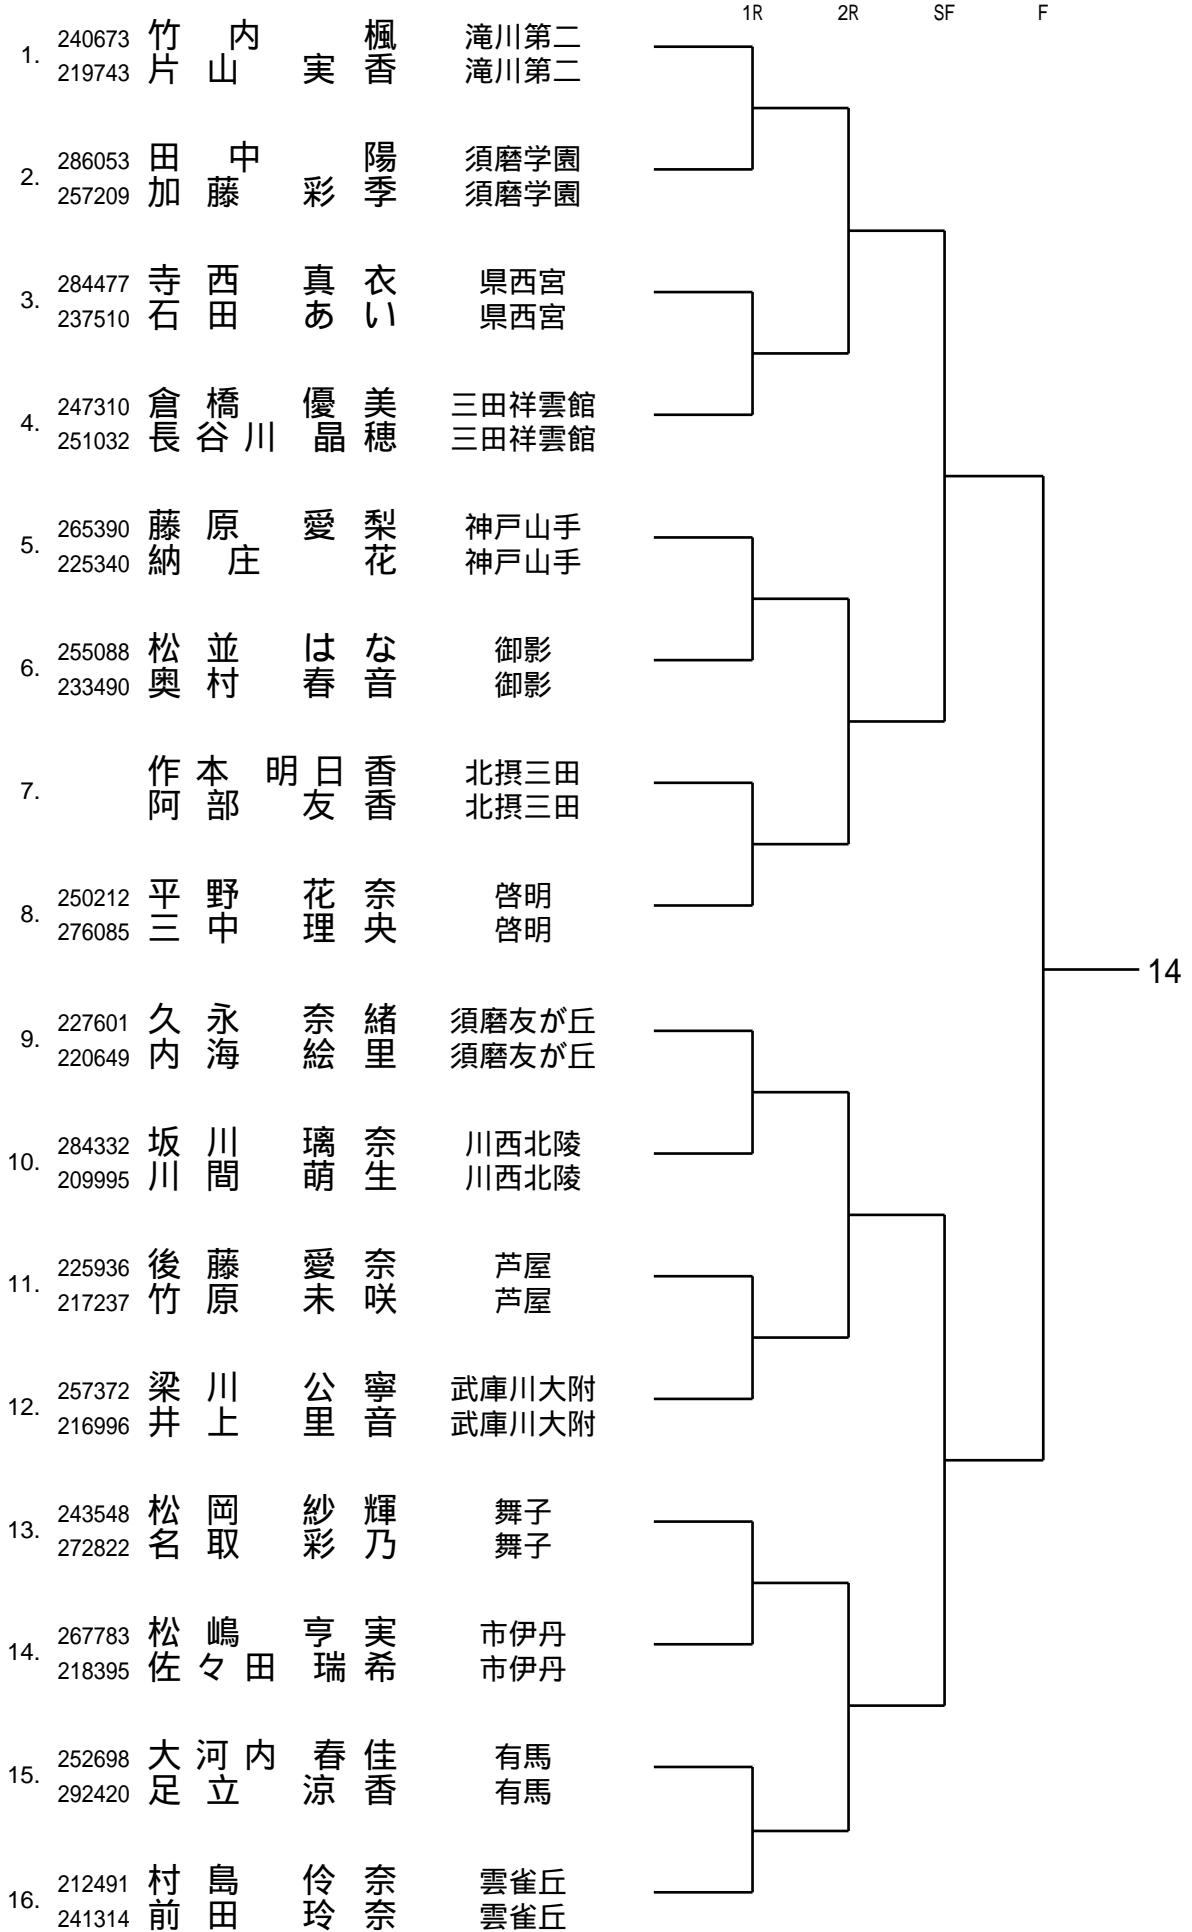 1R 2R SF F
1. 240673 竹内 楓 滝川第二
219743 片山 実香 滝川第二
2. 286053 田中 陽 須磨学園
257209 加藤 彩季 須磨学園
3. 284477 寺西 真衣 県西宮
237510 石田 あい 県西宮
4. 247310 倉橋 優美 三田祥雲館
251032 長谷川 晶穂 三田祥雲館
5. 265390 藤原 愛梨 神戸山手
225340 納庄 花 神戸山手
6. 255088 松並 はな 御影
233490 奥村 春音 御影
7. 作本 明日香 北摂三田
阿部 友香 北摂三田
8. 250212 平野 花奈 啓明
276085 三中 理央 啓明
14
9. 227601 久永 奈緒 須磨友が丘
220649 内海 絵里 須磨友が丘
10. 284332 坂川 璃奈 川西北陵
209995 川間 萌生 川西北陵
11. 225936 後藤 愛奈 芦屋
217237 竹原 未咲 芦屋
12. 257372 梁川 公寧 武庫川大附
216996 井上 里音 武庫川大附
13. 243548 松岡 紗輝 舞子
272822 名取 彩乃 舞子
14. 267783 松嶋 亨実 市伊丹
218395 佐々田 瑞希 市伊丹
15. 252698 大河内 春佳 有馬
292420 足立 涼香 有馬
16. 212491 村島 伶奈 雲雀丘
241314 前田 玲奈 雲雀丘